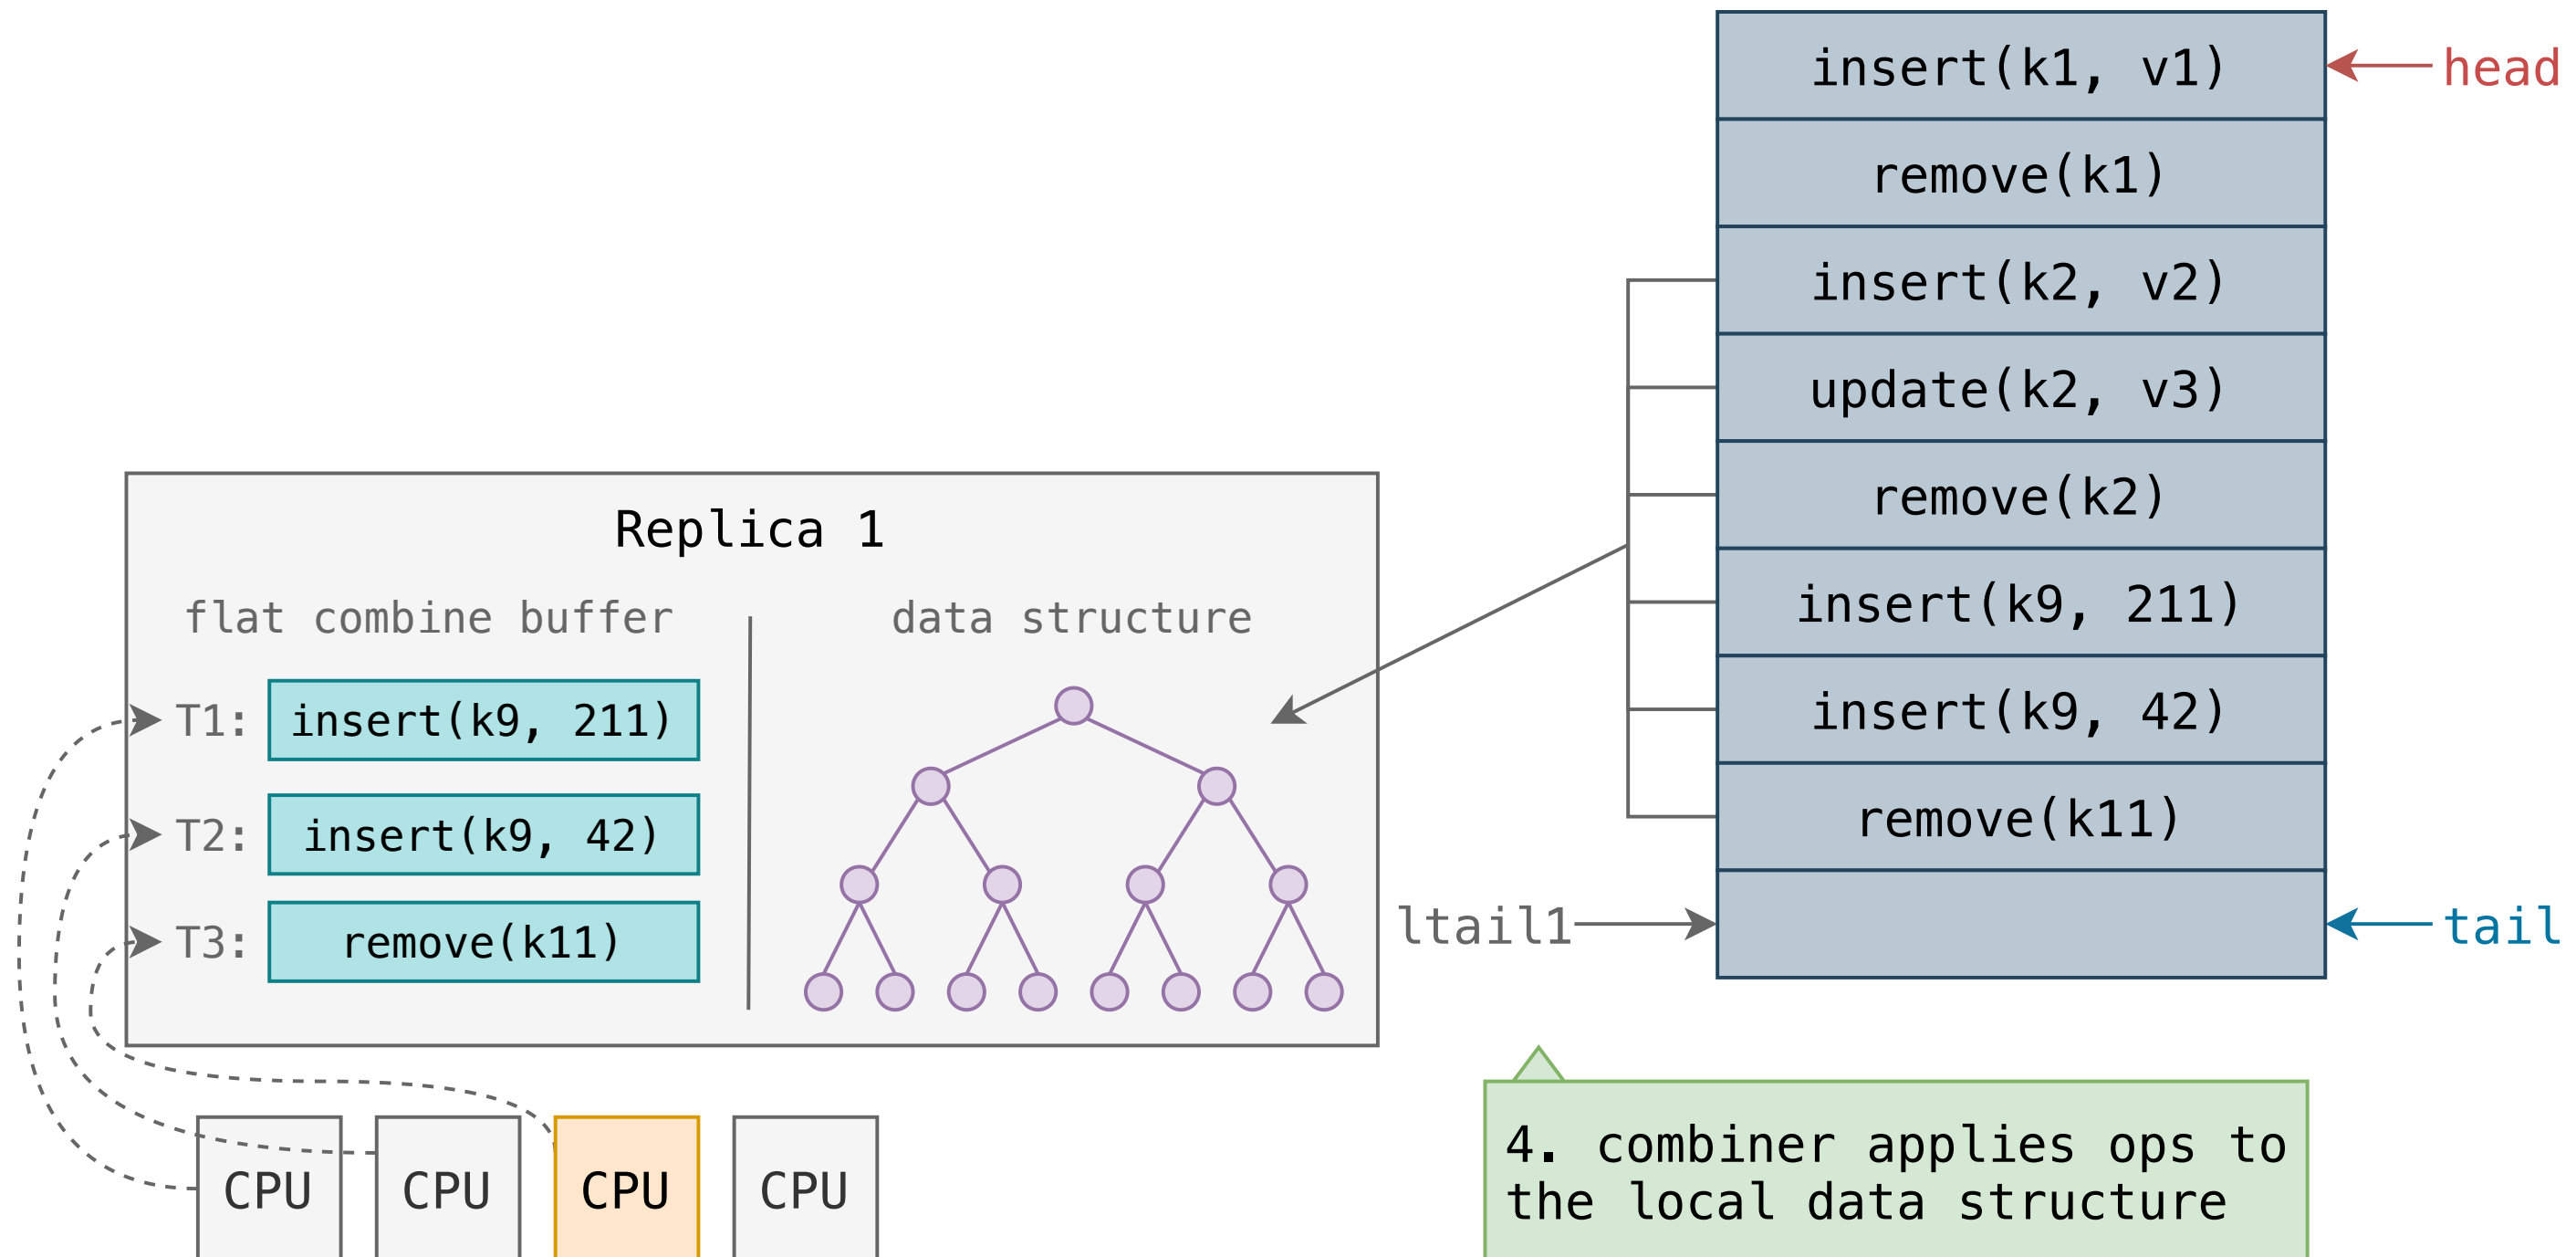 insert(k1, v1)
head
remove(k1)
insert(k2, v2)
update(k2, v3)
remove(k2)
insert(k9, 211)
insert(k9, 42)
remove(k11)
ltail1
tail
Replica 1
flat combine buffer
data structure
T1: insert(k9, 211)
T2: insert(k9, 42)
T3: remove(k11)
CPU
CPU
CPU
CPU
4. combiner applies ops to
the local data structure